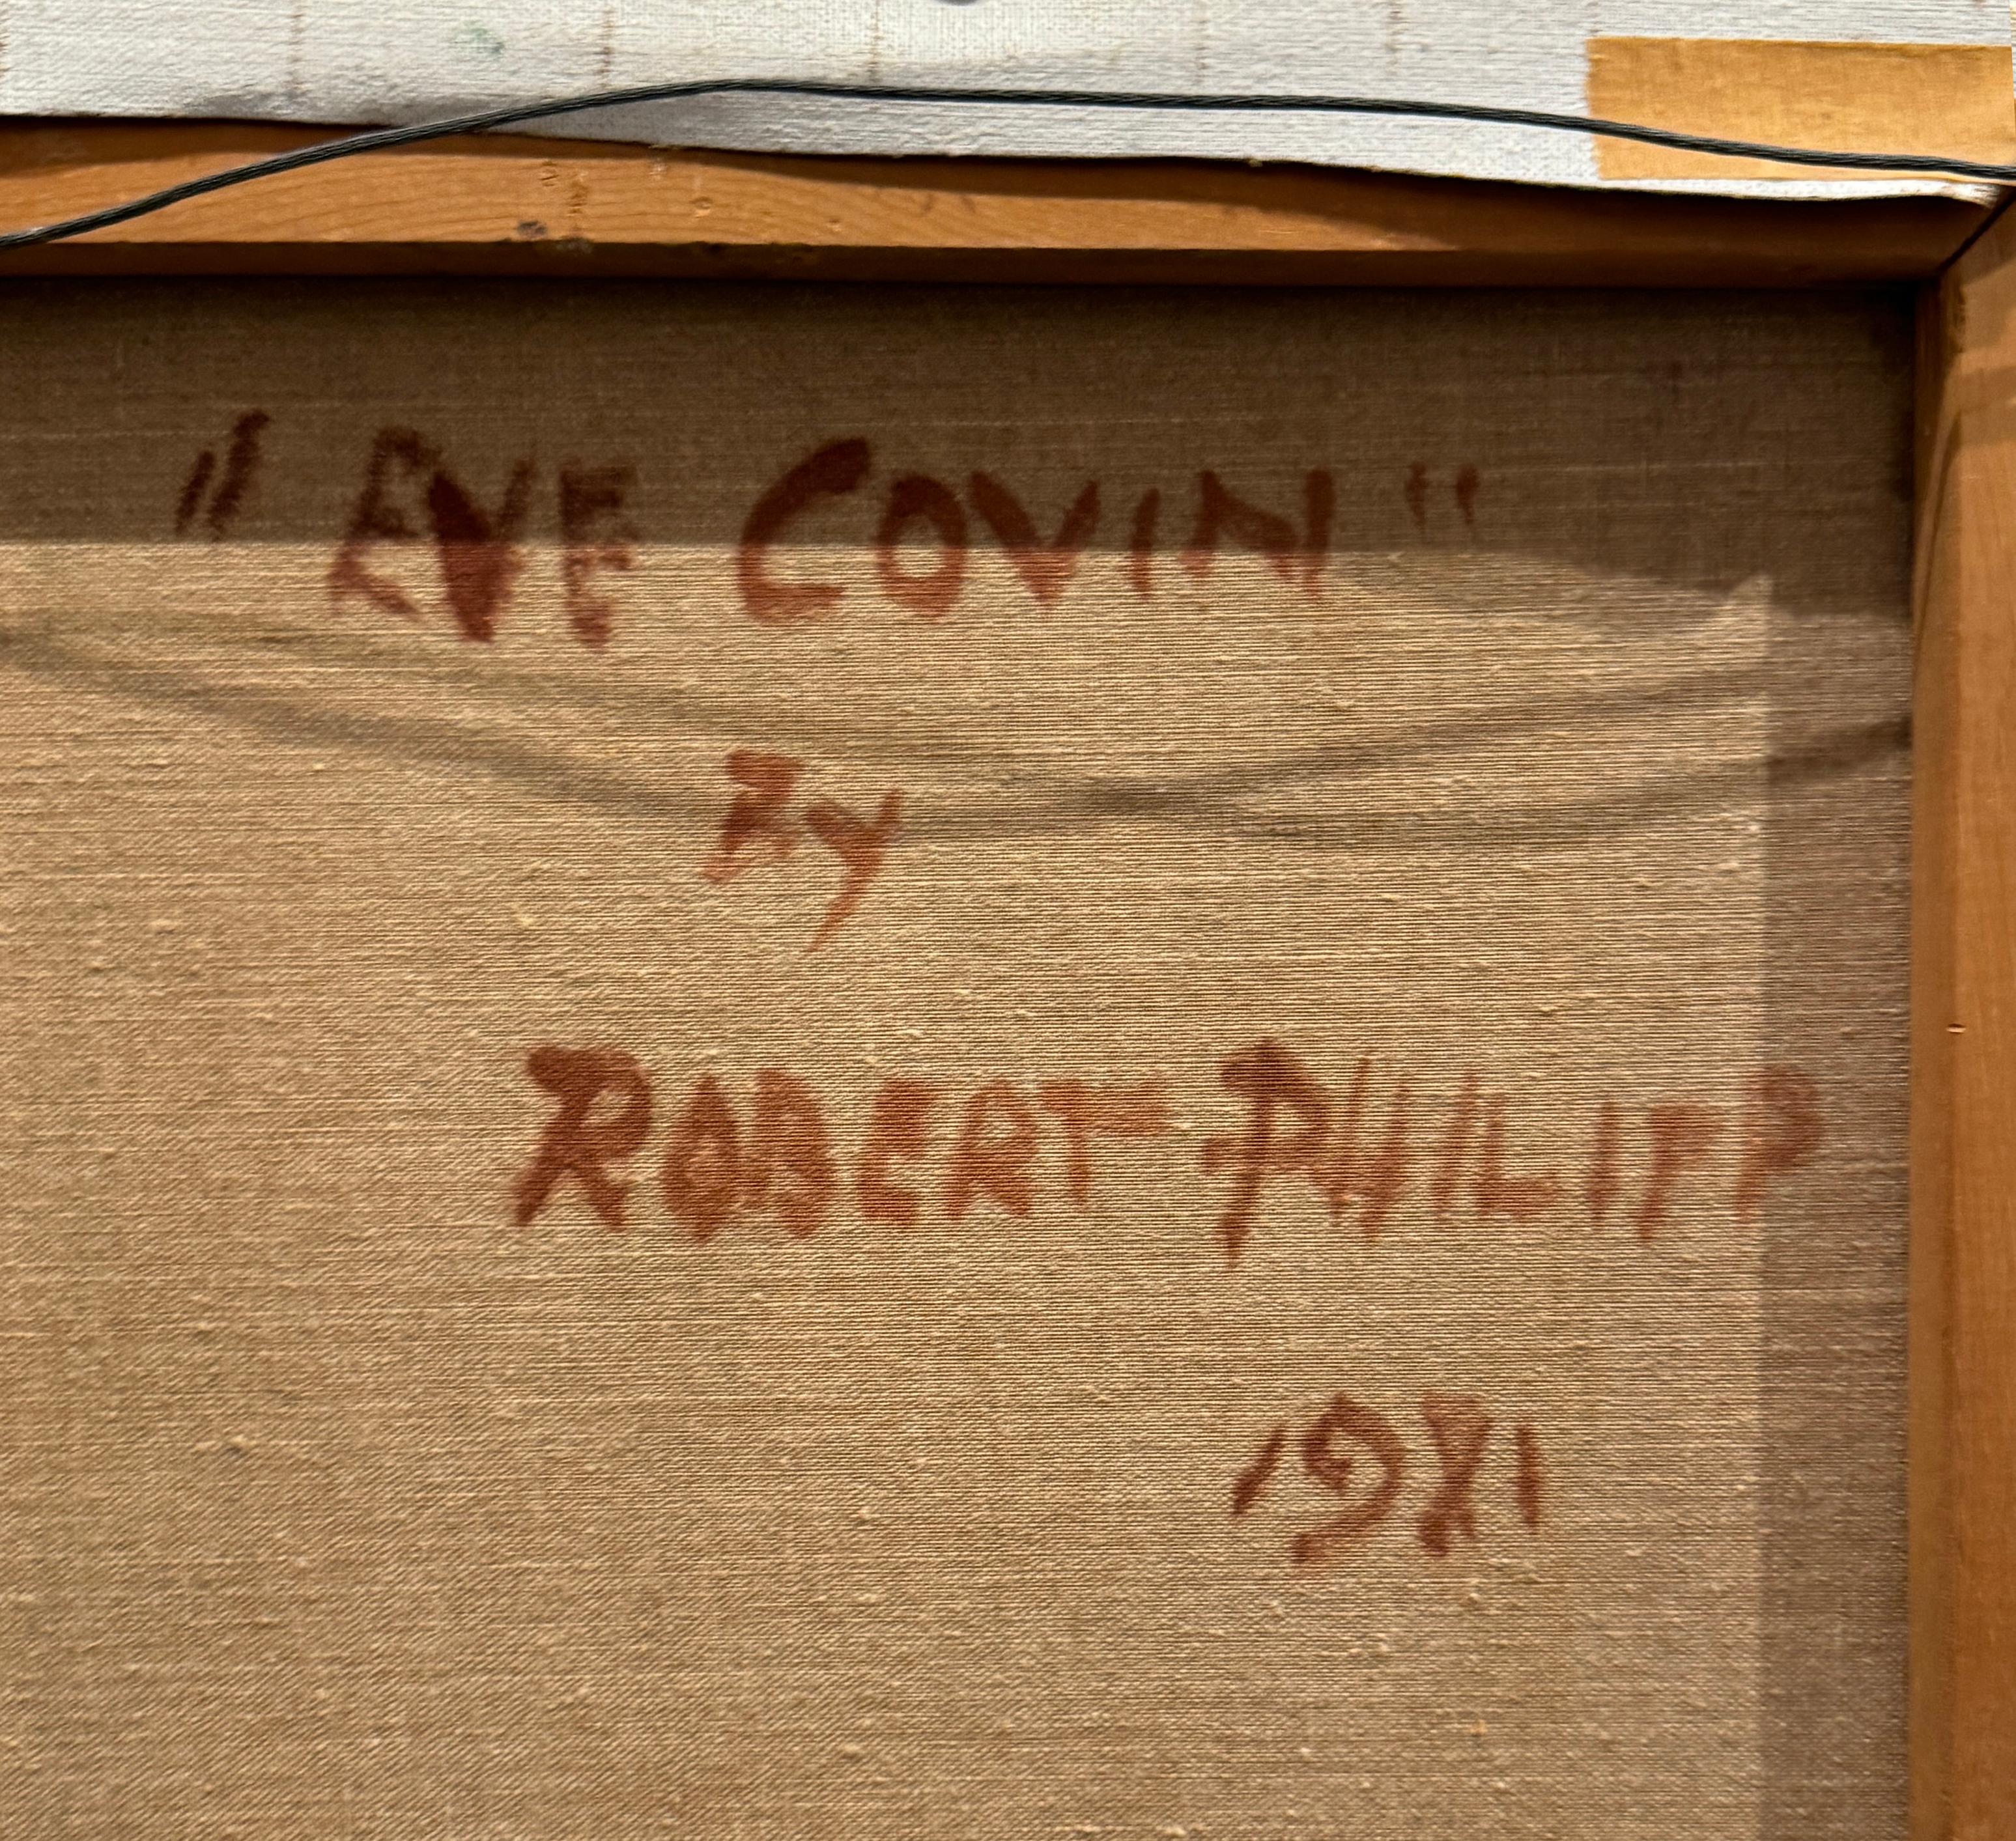 "EVE COVIN"
By
ROBERT PHILIPP
1981